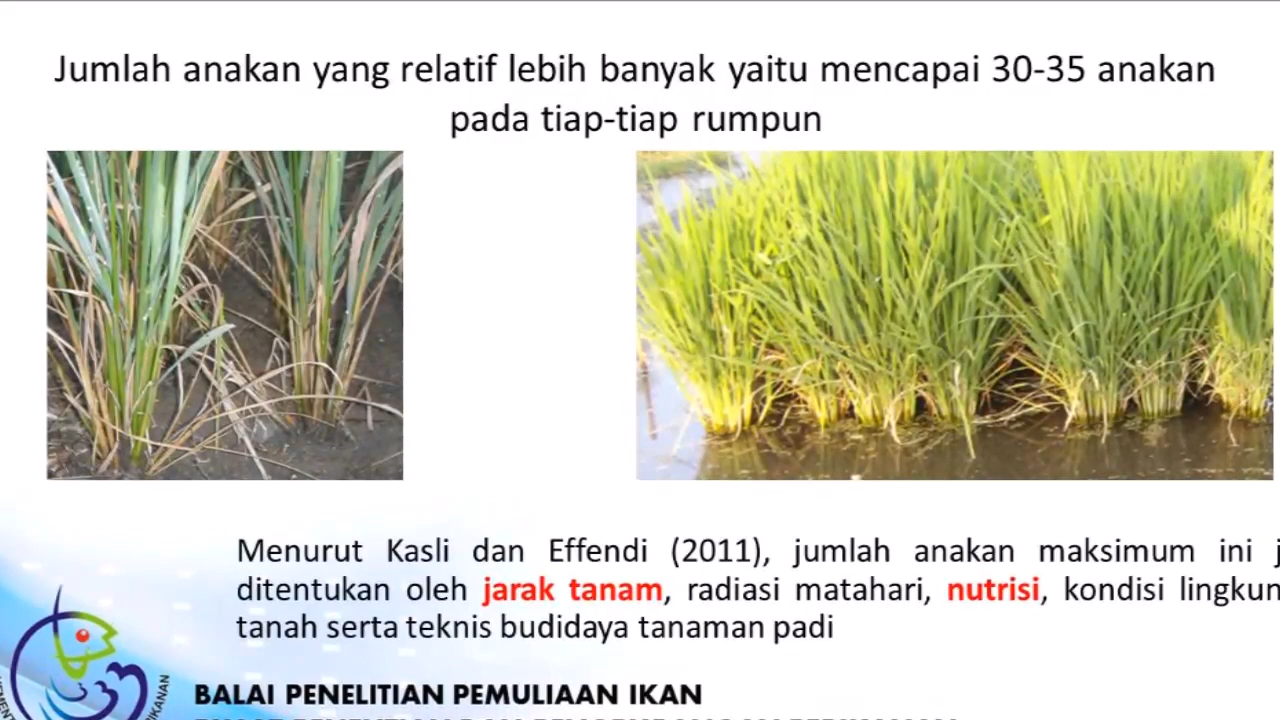 Jumlah anakan yang relatif lebih banyak yaitu mencapai 30-35 anakan
pada tiap-tiap rumpun
Menurut Kasli dan Effendi (2011), jumlah anakan maksimum ini
ditentukan oleh jarak tanam, radiasi matahari, nutrisi, kondisi
tanah serta teknis budidaya tanaman padi
BALAI PENELITIAN PEMULIAAN IKAN